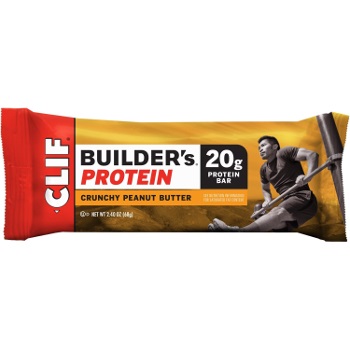 CLIF
BUILDER's.
PROTEIN
CRUNCHY PEANUT BUTTER
NET WT 2.40 OZ (68g)
20g
PROTEIN
BAR